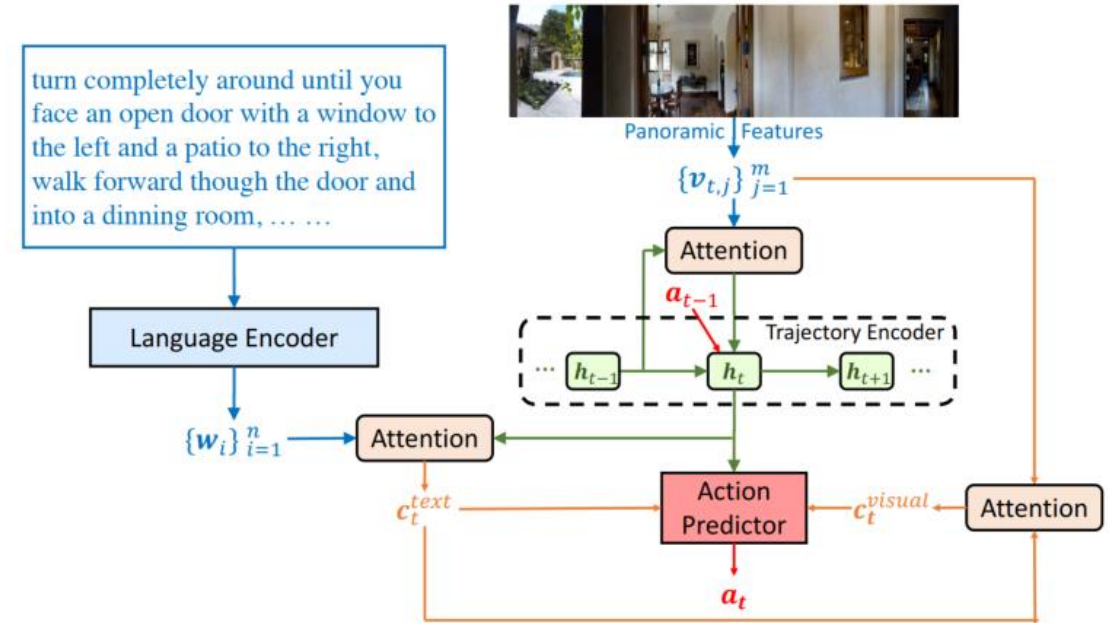 turn completely around until you
face an open door with a window to
the left and a patio to the right,
walk forward though the door and
into a dinning room, … …
Panoramic Features
{v_{t,j}}_{j=1}^{m}
Attention
a_{t−1}
Trajectory Encoder
Language Encoder
… h_{t−1} h_t h_{t+1} …
{w_i}_{i=1}^{n}
Attention
c_t^{text}
Action
Predictor
c_t^{visual}
Attention
a_t